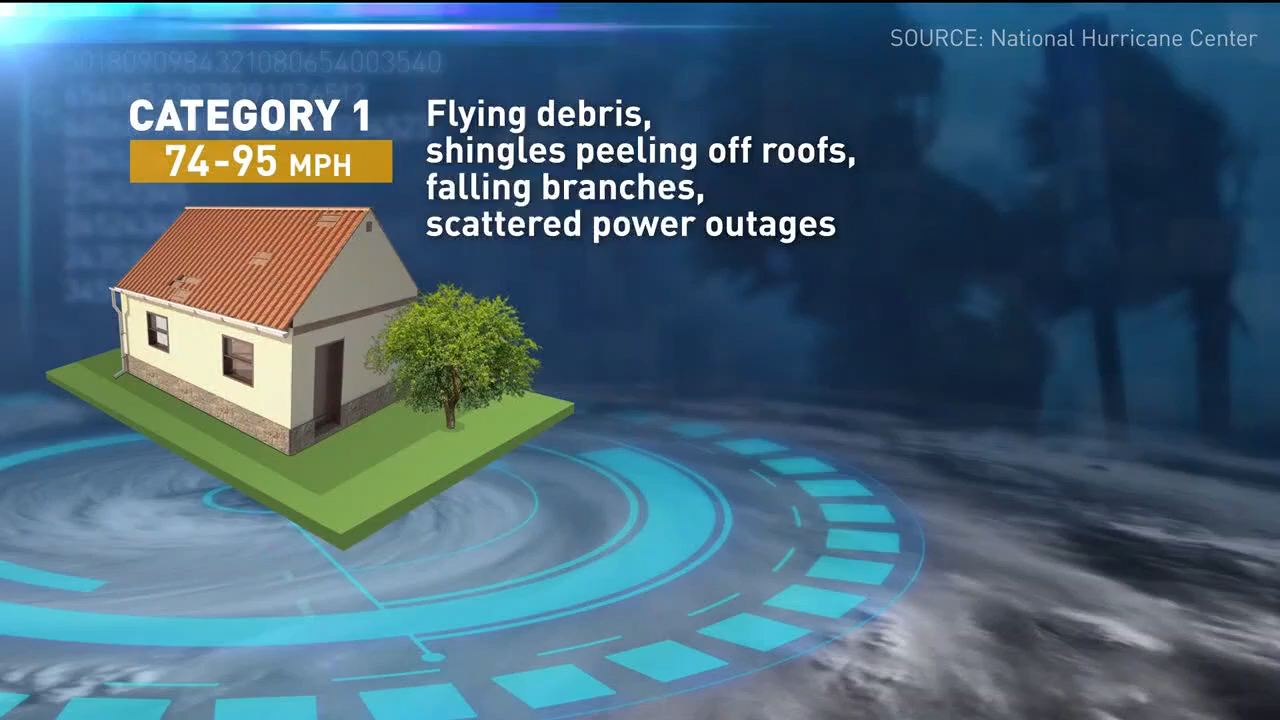 SOURCE: National Hurricane Center
CATEGORY 1
74-95 MPH
Flying debris,
shingles peeling off roofs,
falling branches,
scattered power outages